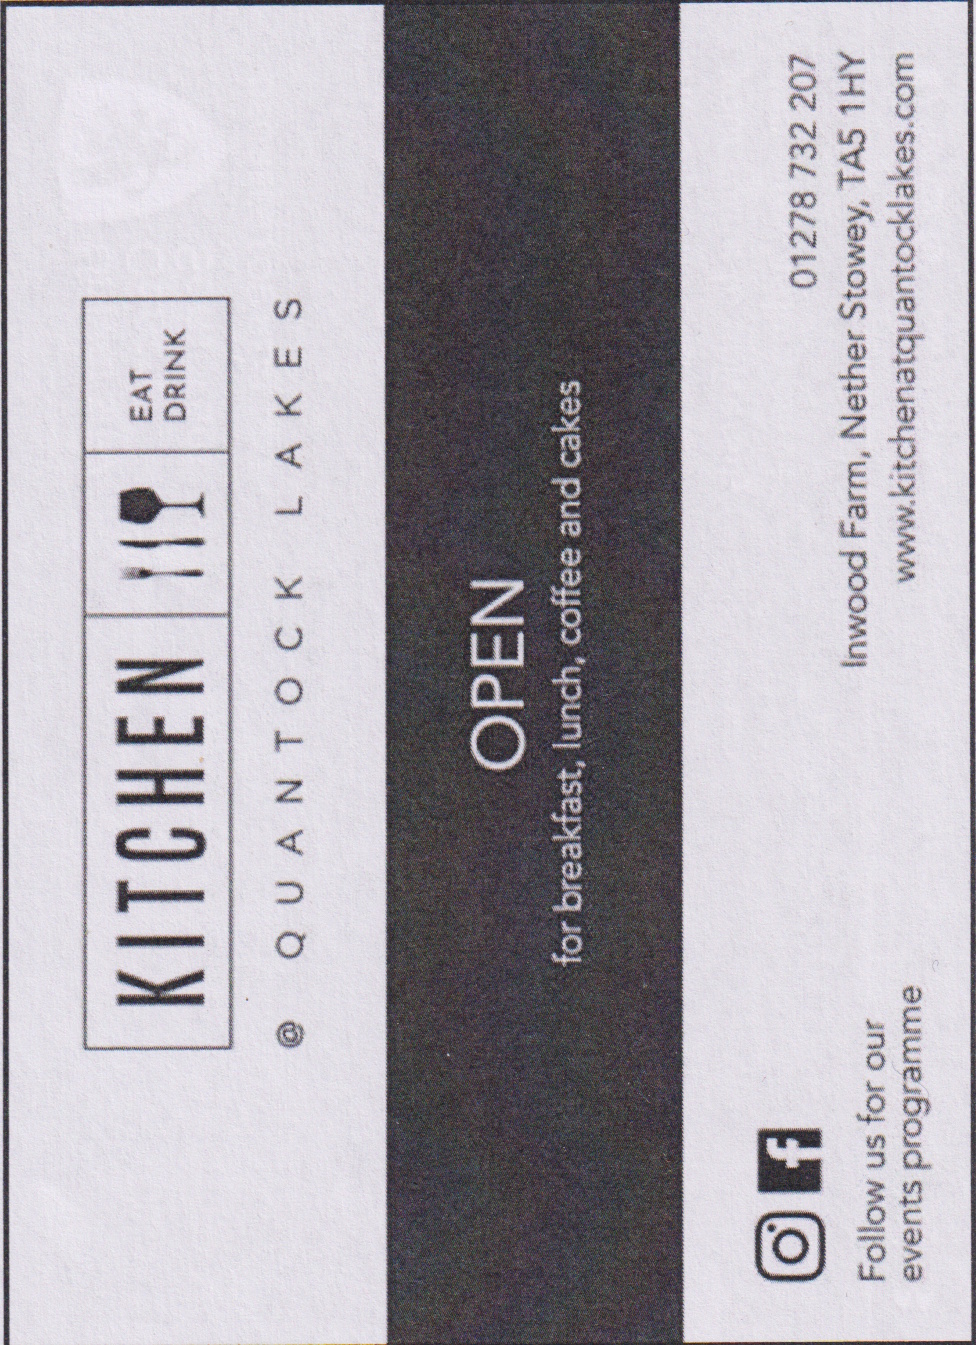 KITCHEN
EAT
DRINK
@ QUANTOCK LAKES
OPEN
for breakfast, lunch, coffee and cakes
Follow us for our
events programme
01278 732 207
Inwood Farm, Nether Stowey, TA5 1HY
www.kitchenatquantocklakes.com